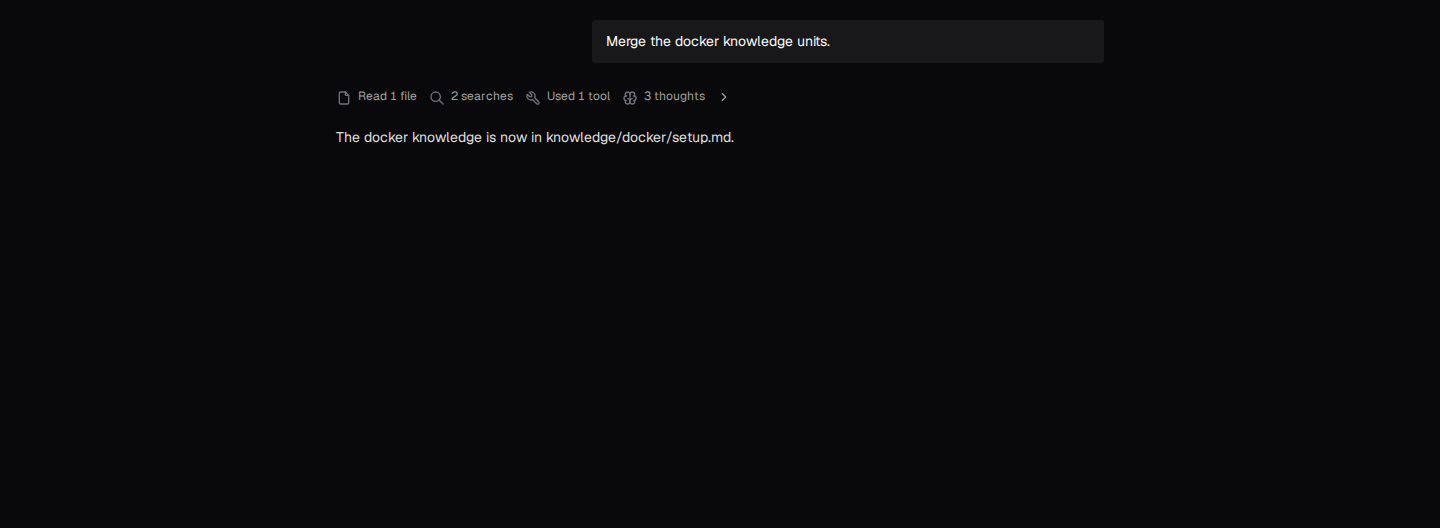 Merge the docker knowledge units.
Read 1 file 2 searches Used 1 tool 3 thoughts
The docker knowledge is now in knowledge/docker/setup.md.